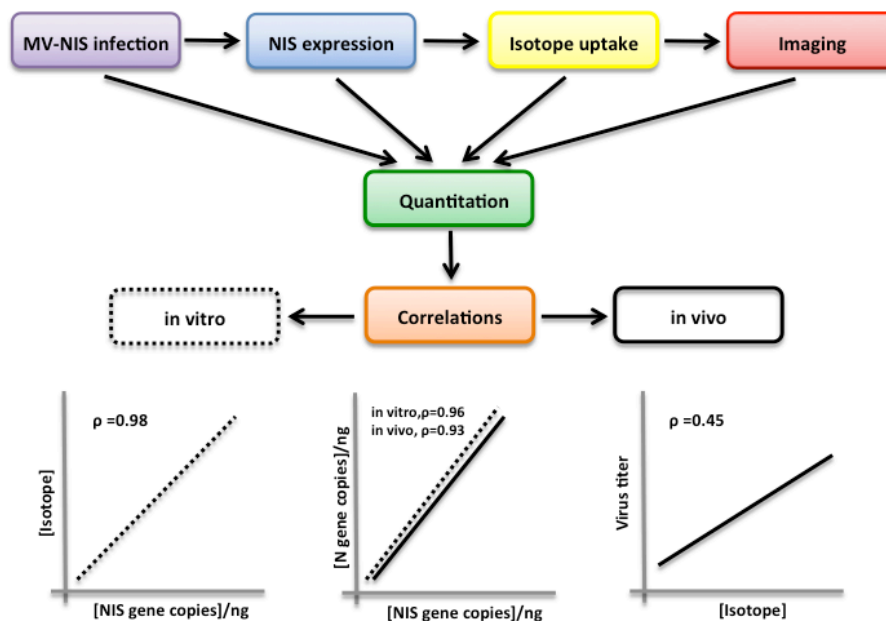 MV-NIS infection
NIS expression
Isotope uptake
Imaging
Quantitation
in vitro
Correlations
in vivo
ρ =0.98
[Isotope]
[NIS gene copies]/ng
in vitro,ρ=0.96
in vivo, ρ=0.93
[N gene copies]/ng
[NIS gene copies]/ng
ρ =0.45
Virus titer
[Isotope]